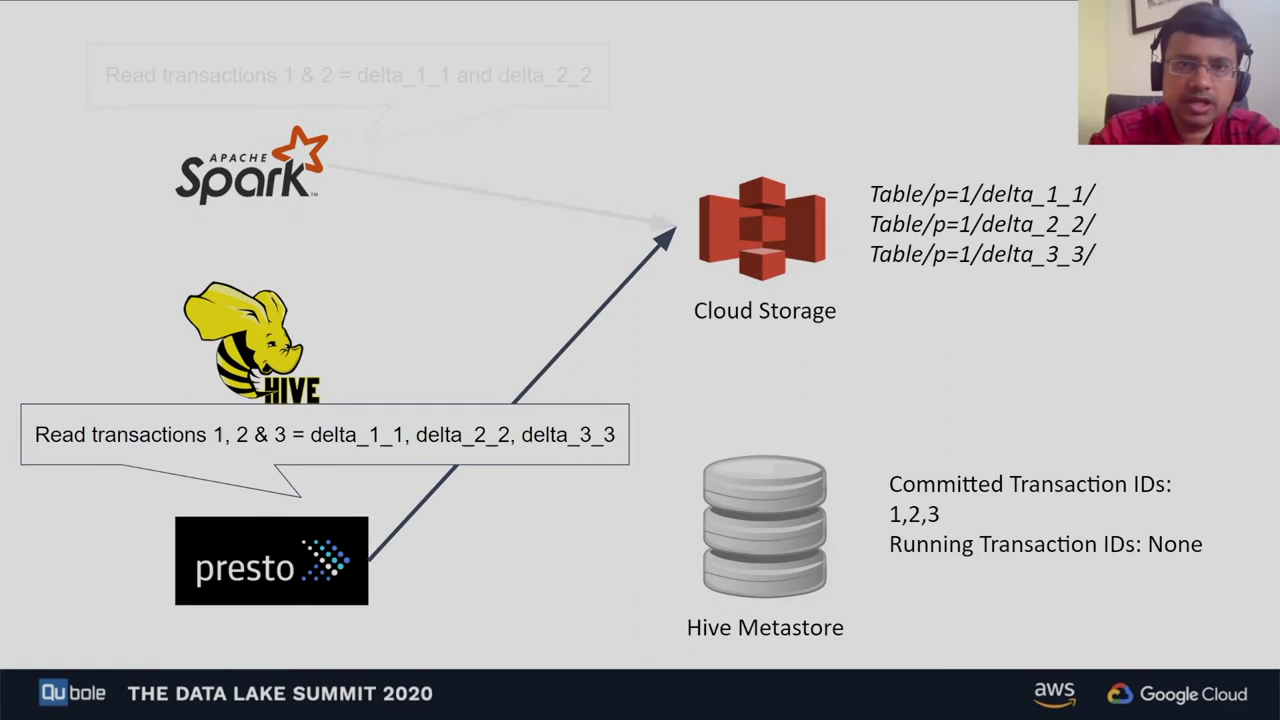 Read transactions 1 & 2 = delta_1_1 and delta_2_2
APACHE
Spark™
Table/p=1/delta_1_1/
Table/p=1/delta_2_2/
Table/p=1/delta_3_3/
Cloud Storage
HIVE
Read transactions 1, 2 & 3 = delta_1_1, delta_2_2, delta_3_3
Committed Transaction IDs:
1,2,3
Running Transaction IDs: None
presto
Hive Metastore
Qubole THE DATA LAKE SUMMIT 2020
aws
Google Cloud